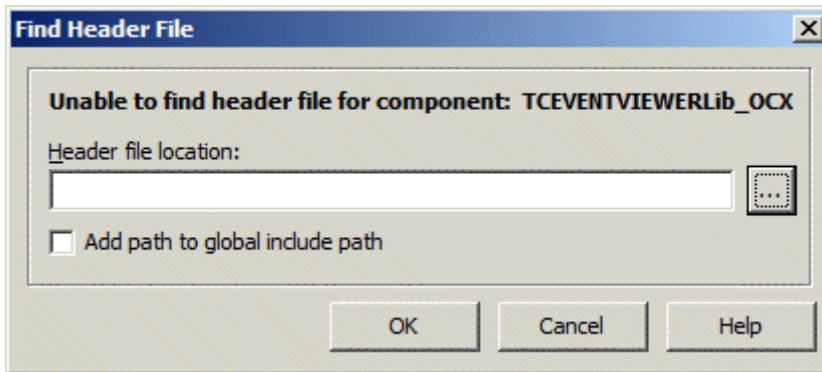 Find Header File
Unable to find header file for component: TCEVENTVIEWERLib_OCX
Header file location:
...
Add path to global include path
OK Cancel Help